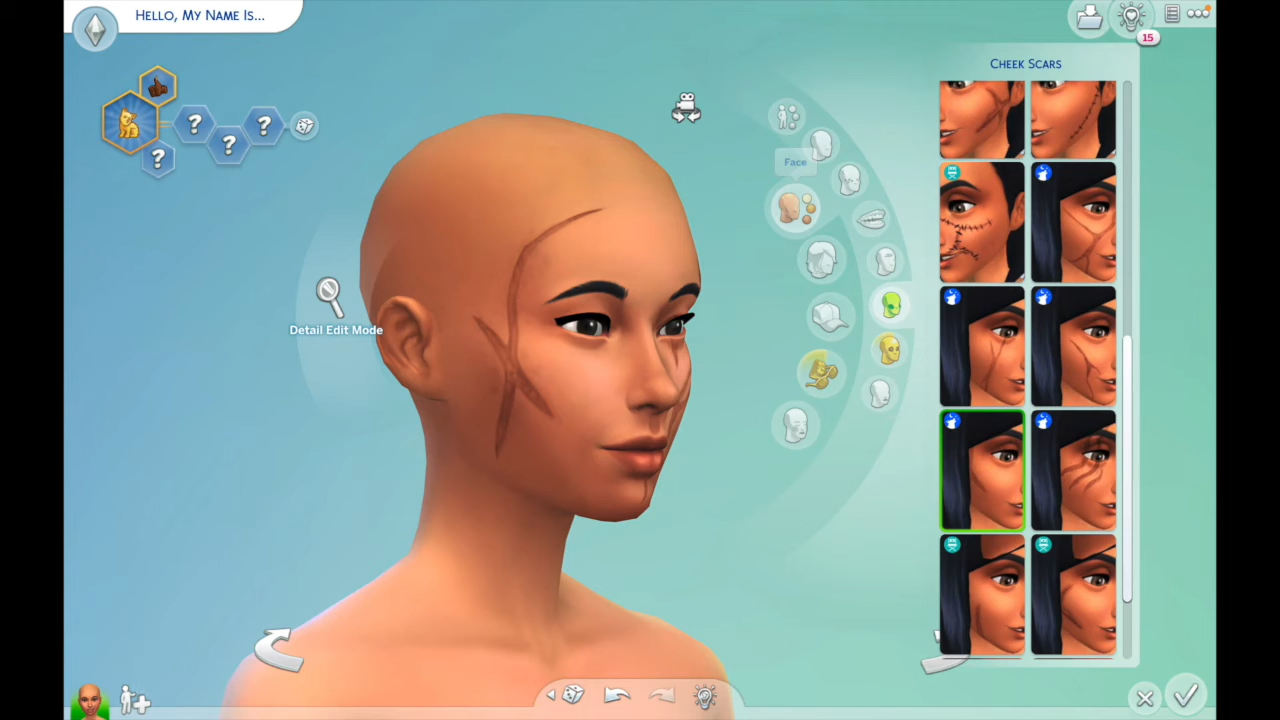 Hello, My Name Is...
15
Cheek Scars
Face
?
?
?
?
Detail Edit Mode